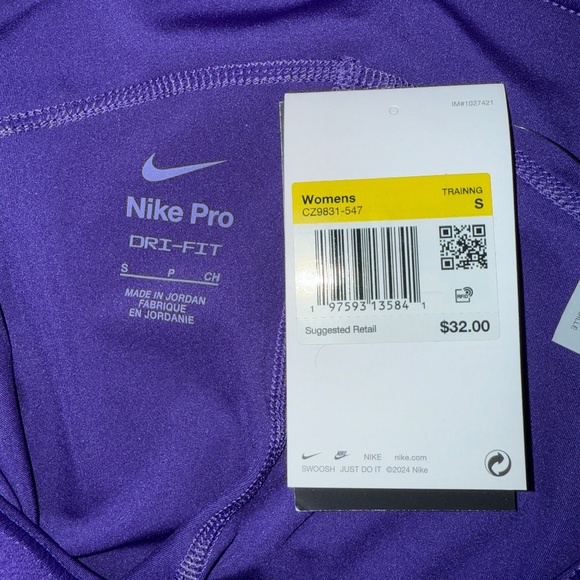 Nike Pro
DRI-FIT
S P CH
MADE IN JORDAN
FABRIQUE
EN JORDANIE
IM#1027421
Womens TRAINNG
CZ9831-547 S
1 97593 13584 1
RFID
Suggested Retail $32.00
NIKE nike.com
SWOOSH JUST DO IT ©2024 Nike